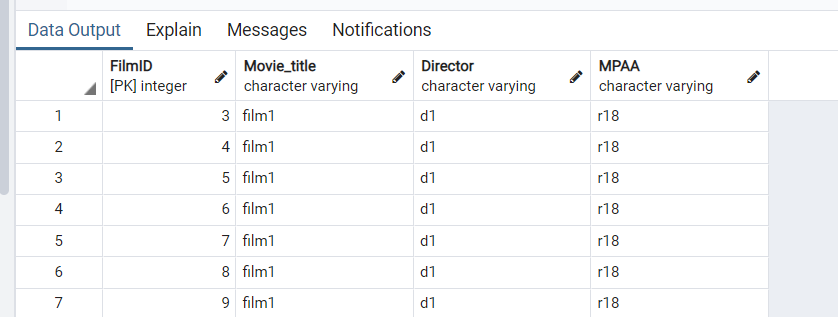 Data Output Explain Messages Notifications
FilmID Movie_title Director MPAA
[PK] integer character varying character varying character varying
1 3 film1 d1 r18
2 4 film1 d1 r18
3 5 film1 d1 r18
4 6 film1 d1 r18
5 7 film1 d1 r18
6 8 film1 d1 r18
7 9 film1 d1 r18